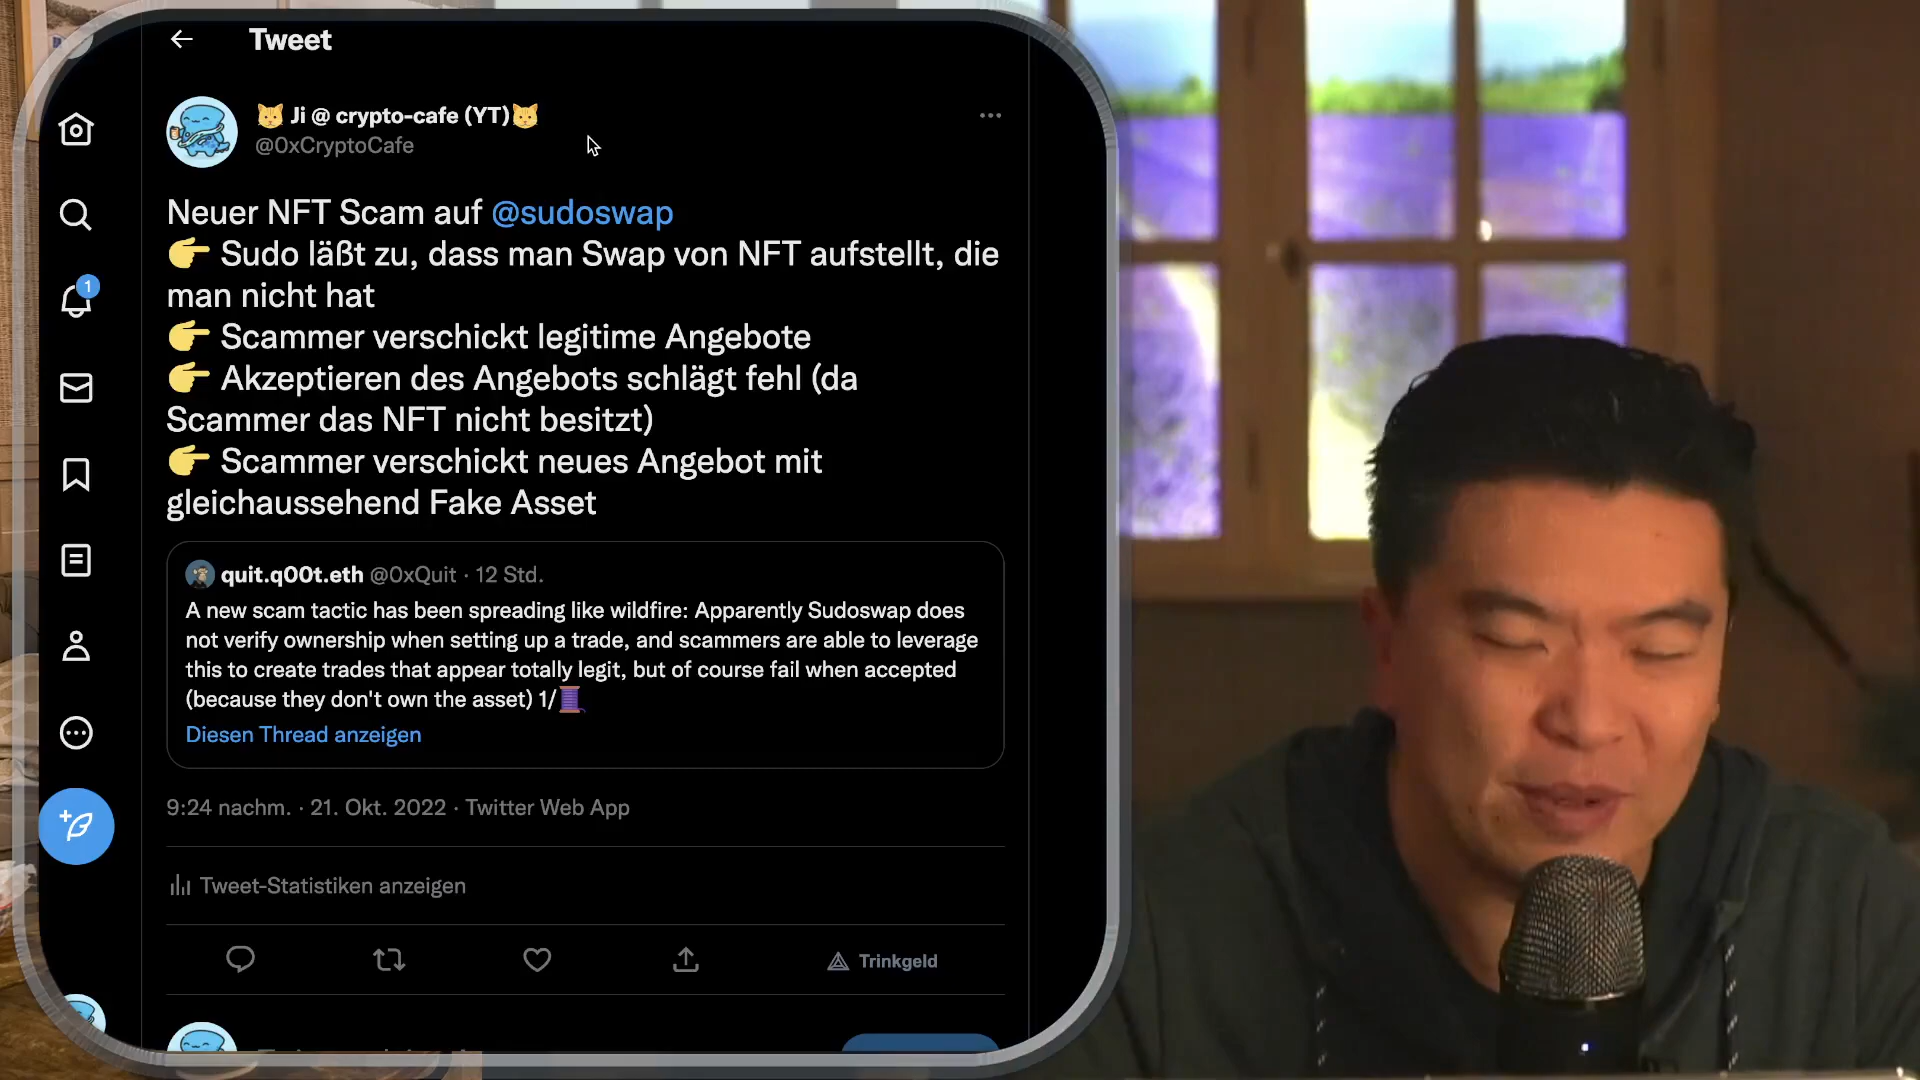 Tweet
Ji @ crypto-cafe (YT)
@0xCryptoCafe
Neuer NFT Scam auf @sudoswap
👉 Sudo läßt zu, dass man Swap von NFT aufstellt, die
man nicht hat
👉 Scammer verschickt legitime Angebote
👉 Akzeptieren des Angebots schlägt fehl (da
Scammer das NFT nicht besitzt)
👉 Scammer verschickt neues Angebot mit
gleichaussehend Fake Asset
quit.q00t.eth @0xQuit · 12 Std.
A new scam tactic has been spreading like wildfire: Apparently Sudoswap does
not verify ownership when setting up a trade, and scammers are able to leverage
this to create trades that appear totally legit, but of course fail when accepted
(because they don't own the asset) 1/🧵
Diesen Thread anzeigen
9:24 nachm. · 21. Okt. 2022 · Twitter Web App
Tweet-Statistiken anzeigen
Trinkgeld
1